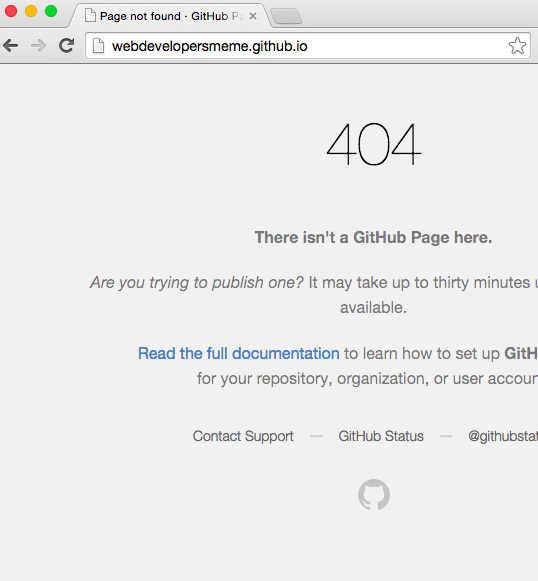 Page not found · GitHub P
webdevelopersmeme.github.io
404
There isn't a GitHub Page here.
Are you trying to publish one? It may take up to thirty minutes
available.
Read the full documentation to learn how to set up GitH
for your repository, organization, or user accoun
Contact Support — GitHub Status — @githubstat